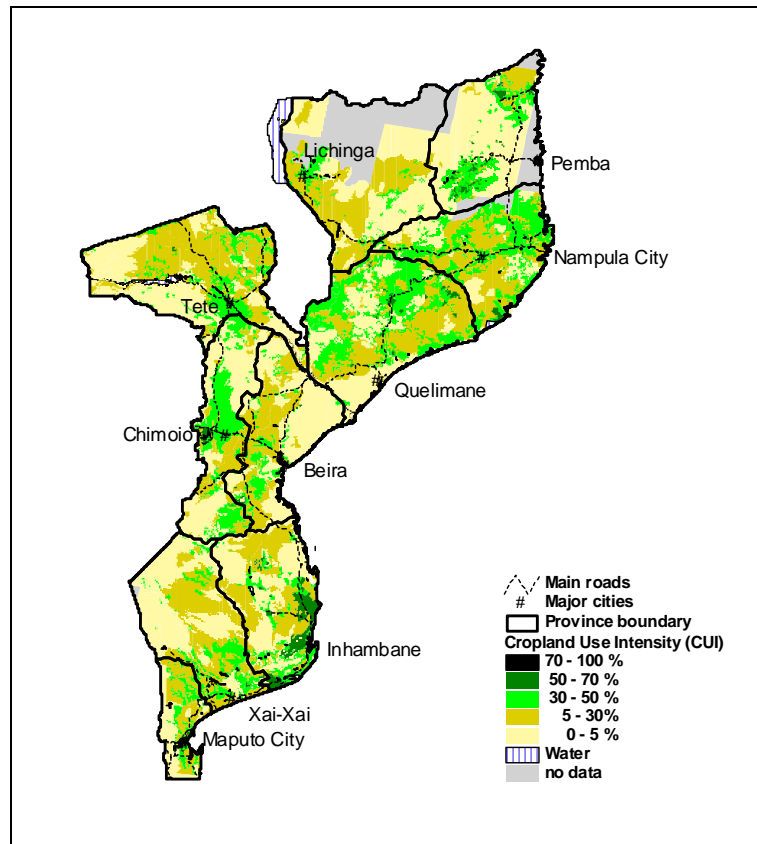 Lichinga
Pemba
Nampula City
Tete
Quelimane
Chimoio
Beira
Inhambane
Xai-Xai
Maputo City
Main roads
# Major cities
Province boundary
Cropland Use Intensity (CUI)
70 - 100 %
50 - 70 %
30 - 50 %
5 - 30%
0 - 5 %
Water
no data